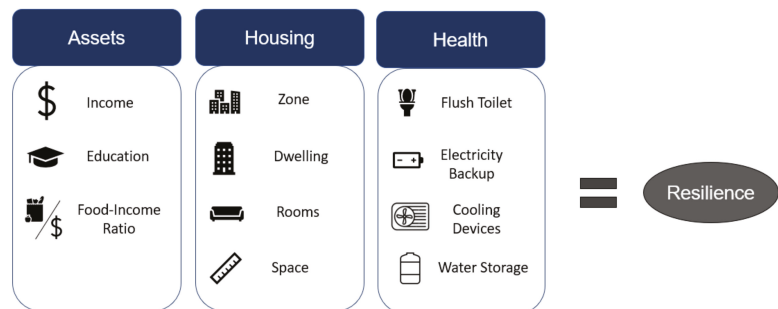 Assets
Income
Education
Food-Income
Ratio
$
$
Housing
Zone
Dwelling
Rooms
Space
Health
Flush Toilet
Electricity
Backup
Cooling
Devices
Water Storage
=
Resilience